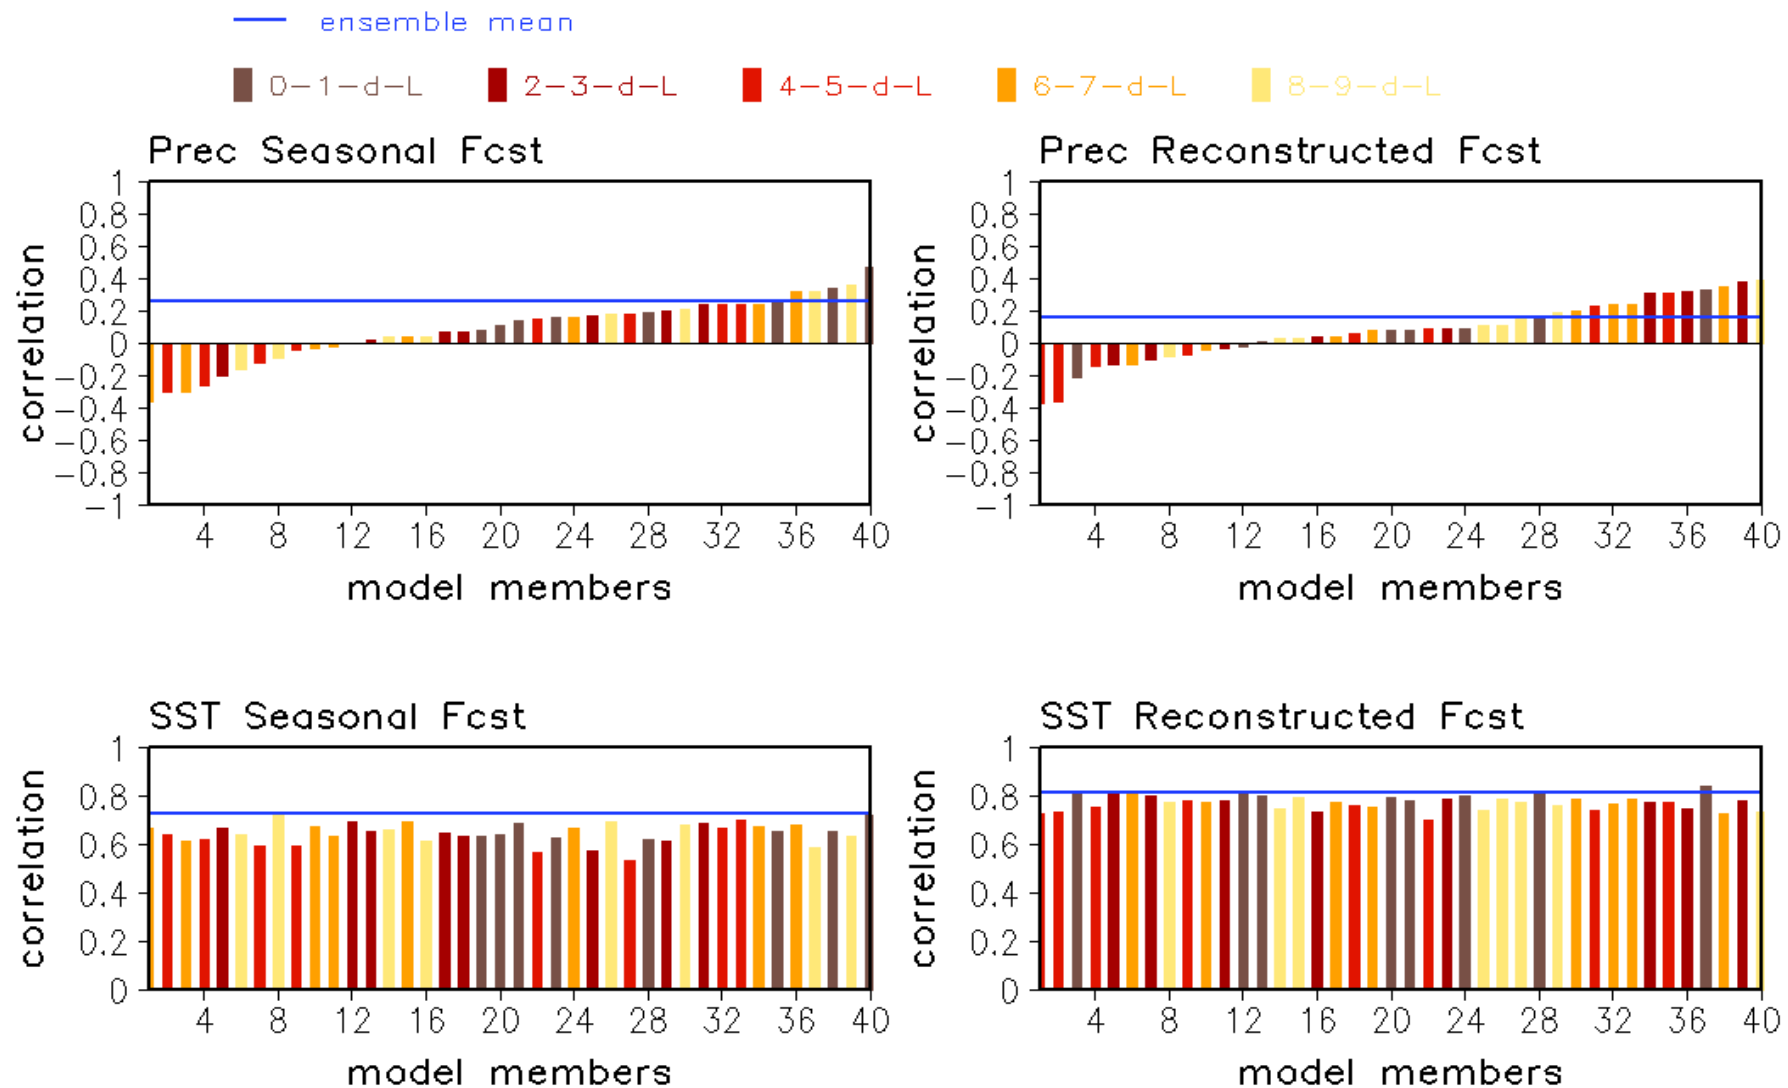 ensemble mean
0-1-d-L 2-3-d-L 4-5-d-L 6-7-d-L 8-9-d-L
Prec Seasonal Fcst
1
0.8
0.6
0.4
0.2
0
-0.2
-0.4
-0.6
-0.8
-1
correlation
4 8 12 16 20 24 28 32 36 40
model members
Prec Reconstructed Fcst
1
0.8
0.6
0.4
0.2
0
-0.2
-0.4
-0.6
-0.8
-1
correlation
4 8 12 16 20 24 28 32 36 40
model members
SST Seasonal Fcst
1
0.8
0.6
0.4
0.2
0
correlation
4 8 12 16 20 24 28 32 36 40
model members
SST Reconstructed Fcst
1
0.8
0.6
0.4
0.2
0
correlation
4 8 12 16 20 24 28 32 36 40
model members